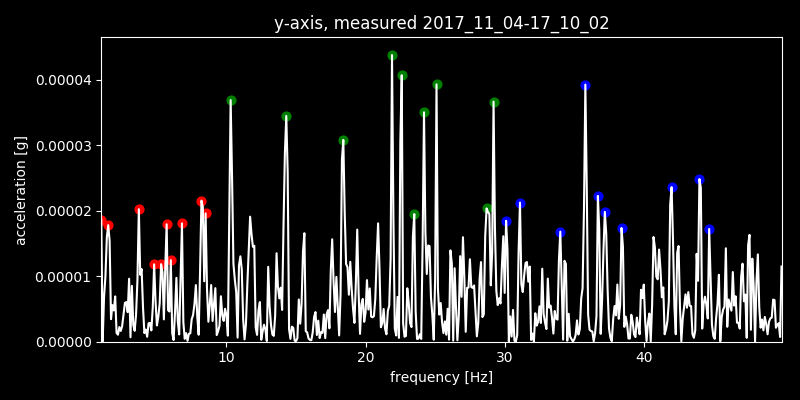 y-axis, measured 2017_11_04-17_10_02
acceleration [g]
0.00004
0.00003
0.00002
0.00001
0.00000
10 20 30 40
frequency [Hz]